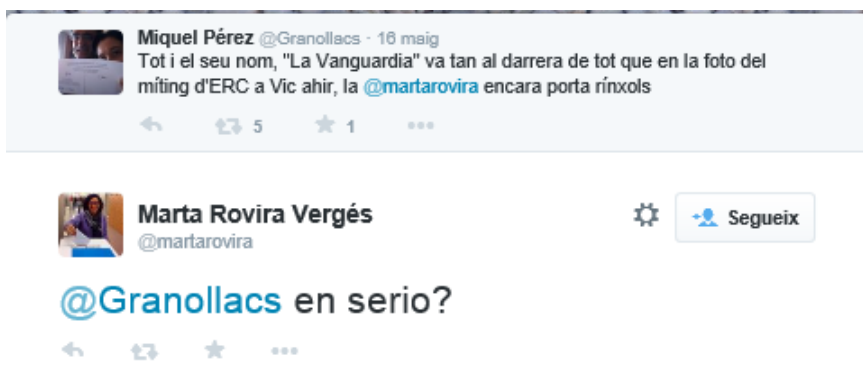 Miquel Pérez @Granollacs · 16 maig
Tot i el seu nom, "La Vanguardia" va tan al darrera de tot que en la foto del
míting d'ERC a Vic ahir, la @martarovira encara porta rínxols
5 1
Marta Rovira Vergés
@martarovira
Segueix
@Granollacs en serio?